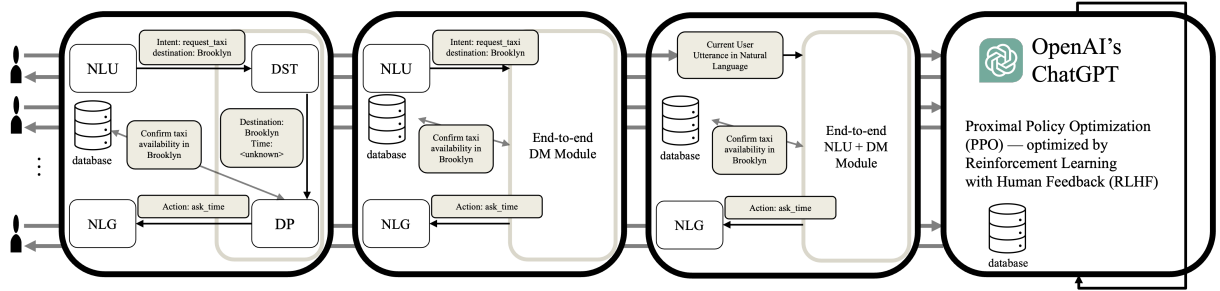 Intent: request_taxi
destination: Brooklyn
NLU
DST
database
Confirm taxi
availability in
Brooklyn
Destination:
Brooklyn
Time:
<unknown>
Action: ask_time
NLG
DP
Intent: request_taxi
destination: Brooklyn
NLU
database
Confirm taxi
availability in
Brooklyn
End-to-end
DM Module
Action: ask_time
NLG
Current User
Utterance in Natural
Language
database
Confirm taxi
availability in
Brooklyn
End-to-end
NLU + DM
Module
Action: ask_time
NLG
OpenAI's
ChatGPT
Proximal Policy Optimization
(PPO) — optimized by
Reinforcement Learning
with Human Feedback (RLHF)
database